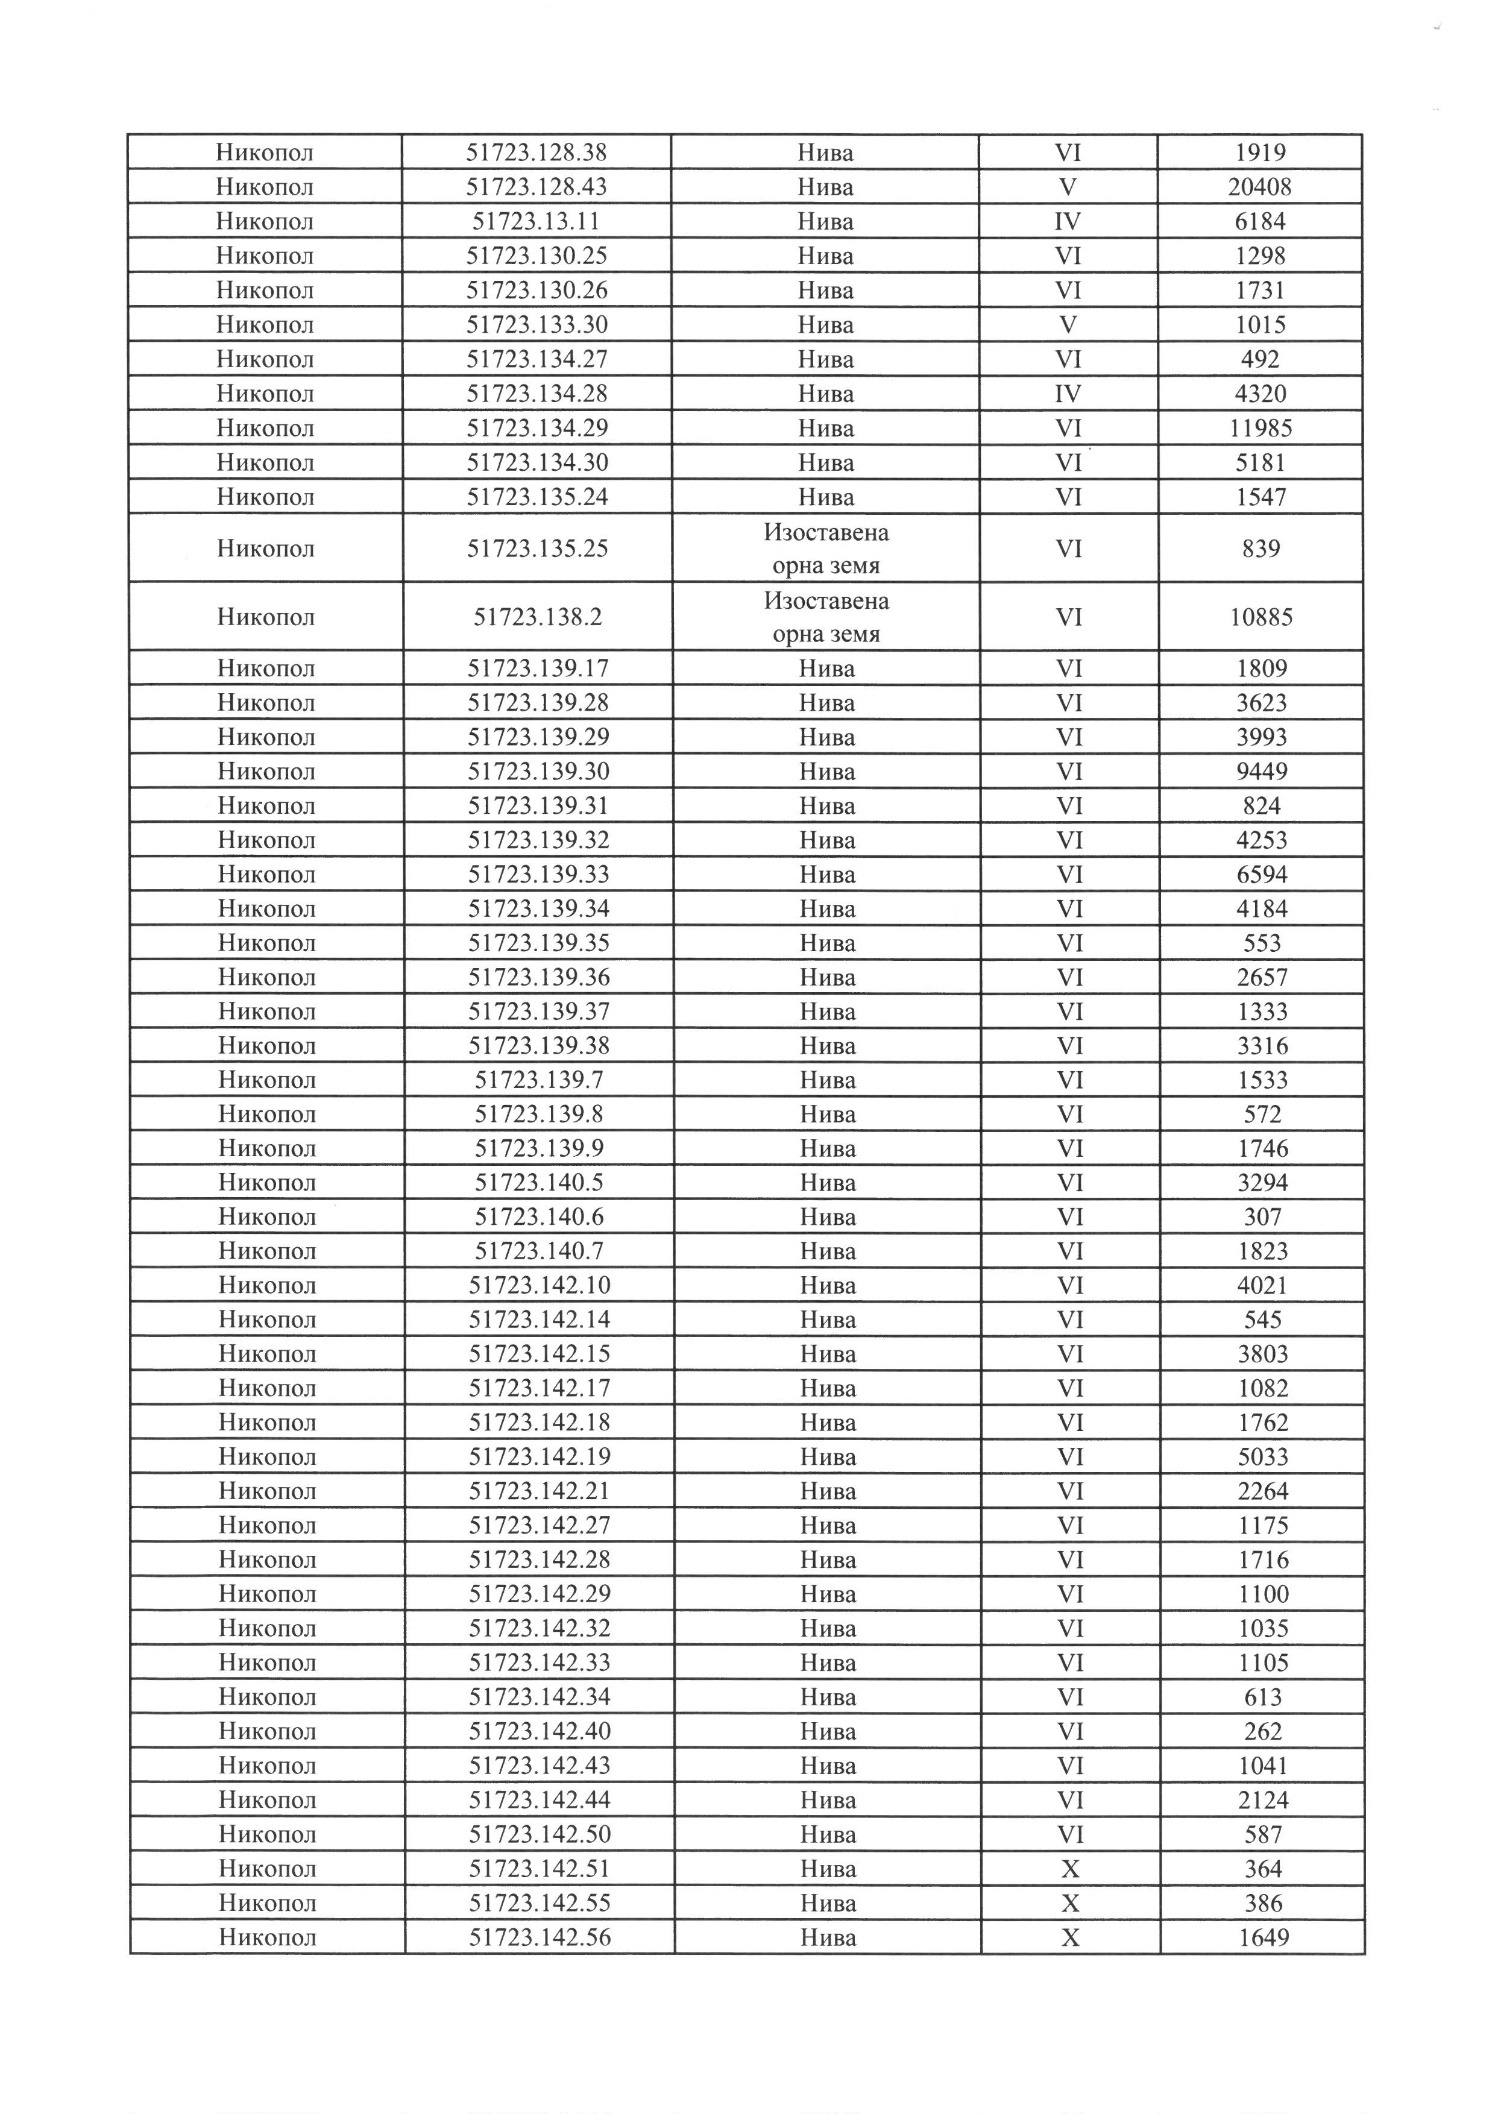 Никопол 51723.128.38 Нива VI 1919
Никопол 51723.128.43 Нива V 20408
Никопол 51723.13.11 Нива IV 6184
Никопол 51723.130.25 Нива VI 1298
Никопол 51723.130.26 Нива VI 1731
Никопол 51723.133.30 Нива V 1015
Никопол 51723.134.27 Нива VI 492
Никопол 51723.134.28 Нива IV 4320
Никопол 51723.134.29 Нива VI 11985
Никопол 51723.134.30 Нива VI 5181
Никопол 51723.135.24 Нива VI 1547
Никопол 51723.135.25 Изоставена
орна земя VI 839
Никопол 51723.138.2 Изоставена
орна земя VI 10885
Никопол 51723.139.17 Нива VI 1809
Никопол 51723.139.28 Нива VI 3623
Никопол 51723.139.29 Нива VI 3993
Никопол 51723.139.30 Нива VI 9449
Никопол 51723.139.31 Нива VI 824
Никопол 51723.139.32 Нива VI 4253
Никопол 51723.139.33 Нива VI 6594
Никопол 51723.139.34 Нива VI 4184
Никопол 51723.139.35 Нива VI 553
Никопол 51723.139.36 Нива VI 2657
Никопол 51723.139.37 Нива VI 1333
Никопол 51723.139.38 Нива VI 3316
Никопол 51723.139.7 Нива VI 1533
Никопол 51723.139.8 Нива VI 572
Никопол 51723.139.9 Нива VI 1746
Никопол 51723.140.5 Нива VI 3294
Никопол 51723.140.6 Нива VI 307
Никопол 51723.140.7 Нива VI 1823
Никопол 51723.142.10 Нива VI 4021
Никопол 51723.142.14 Нива VI 545
Никопол 51723.142.15 Нива VI 3803
Никопол 51723.142.17 Нива VI 1082
Никопол 51723.142.18 Нива VI 1762
Никопол 51723.142.19 Нива VI 5033
Никопол 51723.142.21 Нива VI 2264
Никопол 51723.142.27 Нива VI 1175
Никопол 51723.142.28 Нива VI 1716
Никопол 51723.142.29 Нива VI 1100
Никопол 51723.142.32 Нива VI 1035
Никопол 51723.142.33 Нива VI 1105
Никопол 51723.142.34 Нива VI 613
Никопол 51723.142.40 Нива VI 262
Никопол 51723.142.43 Нива VI 1041
Никопол 51723.142.44 Нива VI 2124
Никопол 51723.142.50 Нива VI 587
Никопол 51723.142.51 Нива X 364
Никопол 51723.142.55 Нива X 386
Никопол 51723.142.56 Нива X 1649